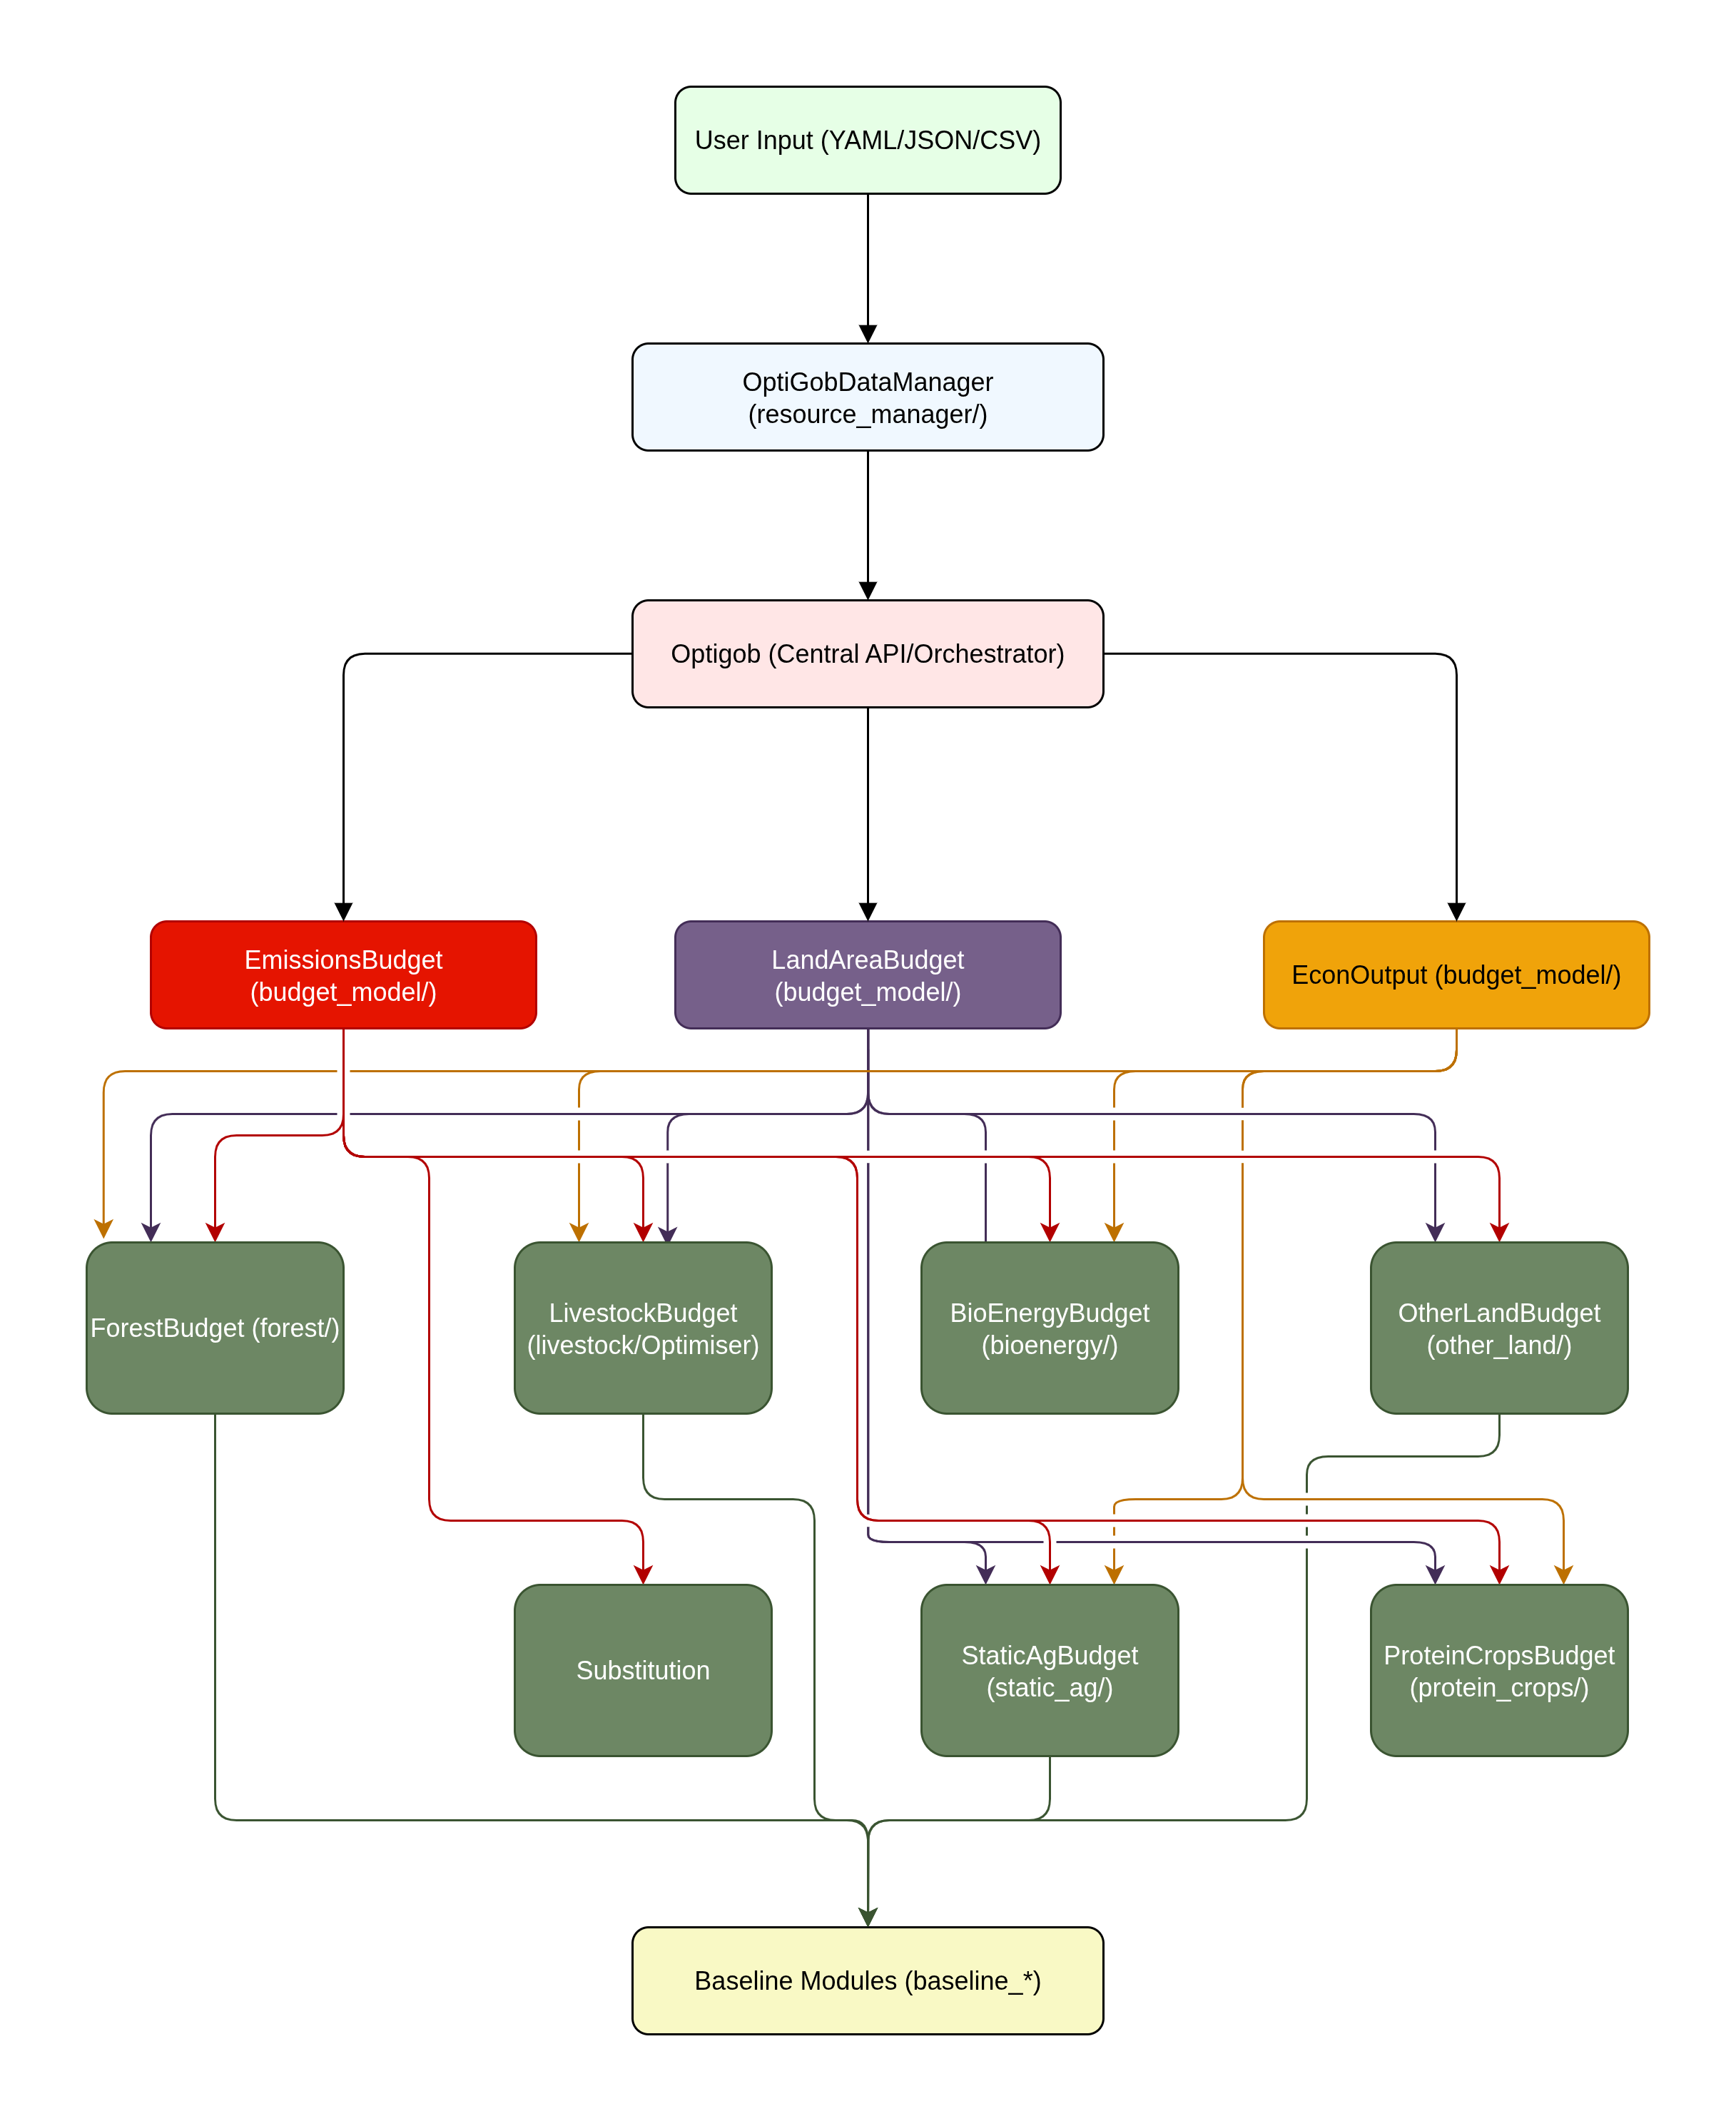 User Input (YAML/JSON/CSV)
OptiGobDataManager
(resource_manager/)
Optigob (Central API/Orchestrator)
EmissionsBudget
(budget_model/)
LandAreaBudget
(budget_model/)
EconOutput (budget_model/)
ForestBudget (forest/)
LivestockBudget
(livestock/Optimiser)
BioEnergyBudget
(bioenergy/)
OtherLandBudget
(other_land/)
Substitution
StaticAgBudget
(static_ag/)
ProteinCropsBudget
(protein_crops/)
Baseline Modules (baseline_*)